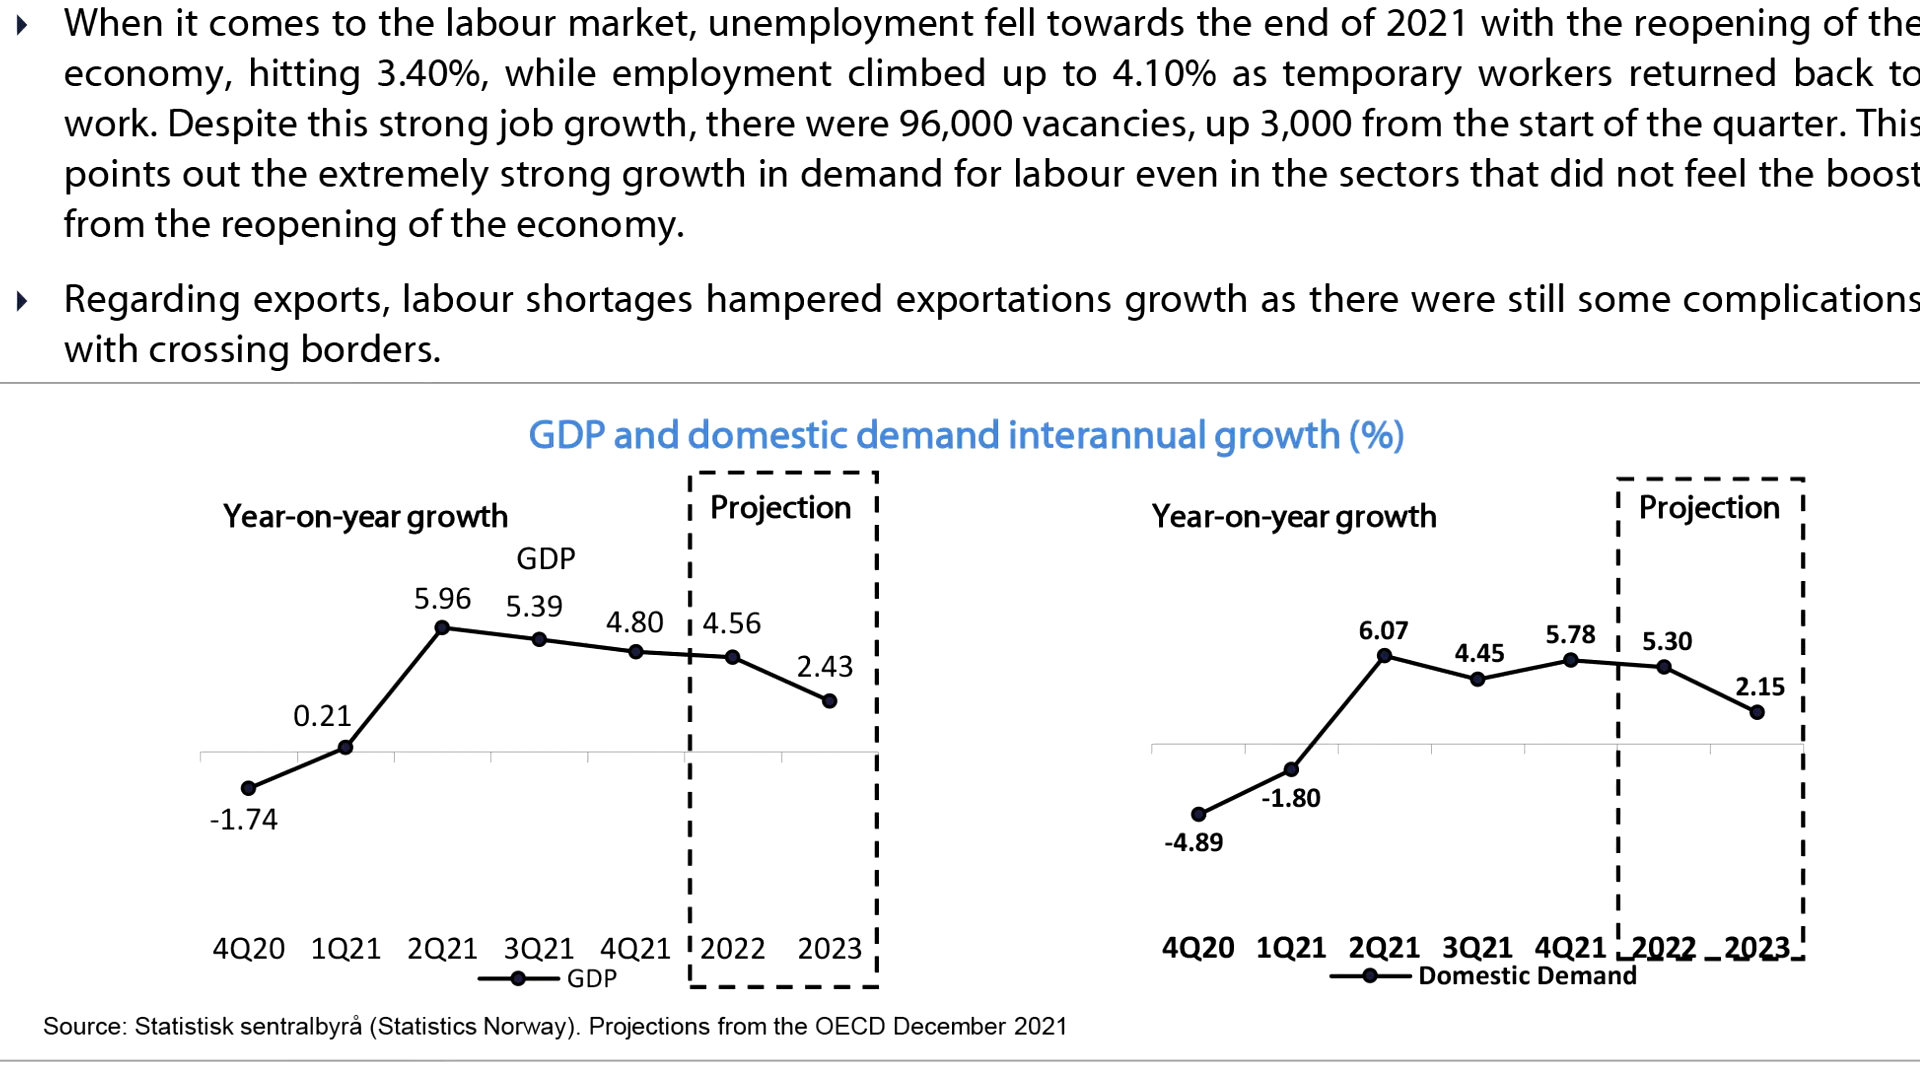 When it comes to the labour market, unemployment fell towards the end of 2021 with the reopening of the
economy, hitting 3.40%, while employment climbed up to 4.10% as temporary workers returned back to
work. Despite this strong job growth, there were 96,000 vacancies, up 3,000 from the start of the quarter. This
points out the extremely strong growth in demand for labour even in the sectors that did not feel the boost
from the reopening of the economy.
Regarding exports, labour shortages hampered exportations growth as there were still some complications
with crossing borders.
GDP and domestic demand interannual growth (%)
Year-on-year growth
Projection
GDP
5.96
5.39
4.80
4.56
2.43
0.21
-1.74
4Q20 1Q21 2Q21 3Q21 4Q21 2022 2023
GDP
Year-on-year growth
Projection
6.07
4.45
5.78
5.30
2.15
-1.80
-4.89
4Q20 1Q21 2Q21 3Q21 4Q21 2022 2023
Domestic Demand
Source: Statistisk sentralbyrå (Statistics Norway). Projections from the OECD December 2021